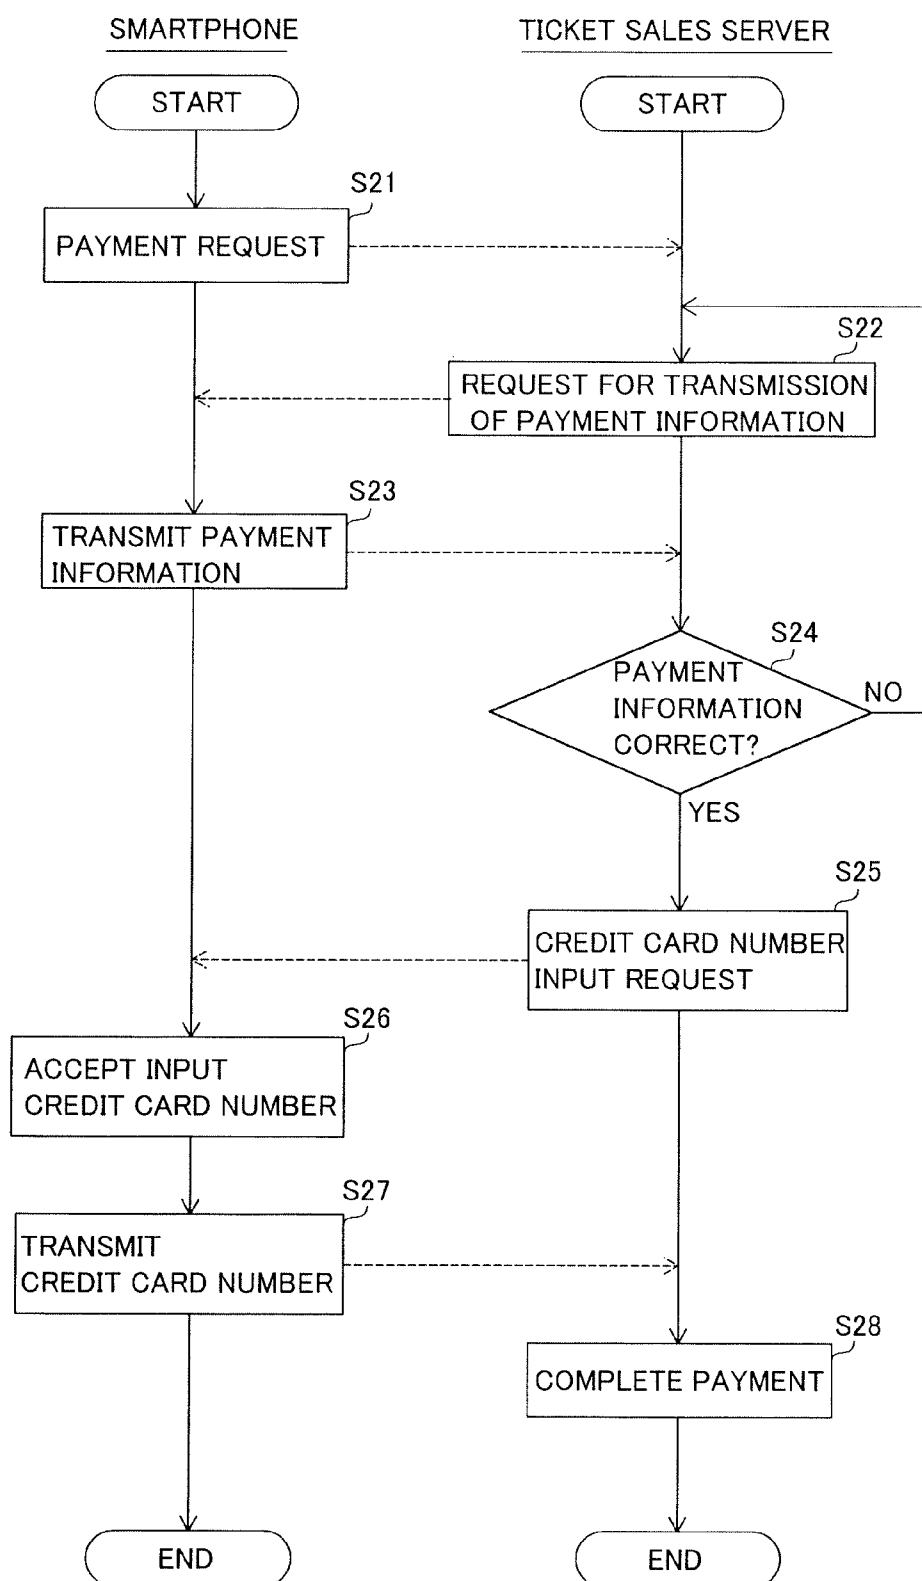 SMARTPHONE
TICKET SALES SERVER
START
START
S21
PAYMENT REQUEST
S22
REQUEST FOR TRANSMISSION
OF PAYMENT INFORMATION
S23
TRANSMIT PAYMENT
INFORMATION
S24
PAYMENT
INFORMATION
CORRECT?
NO
YES
S25
CREDIT CARD NUMBER
INPUT REQUEST
S26
ACCEPT INPUT
CREDIT CARD NUMBER
S27
TRANSMIT
CREDIT CARD NUMBER
S28
COMPLETE PAYMENT
END
END